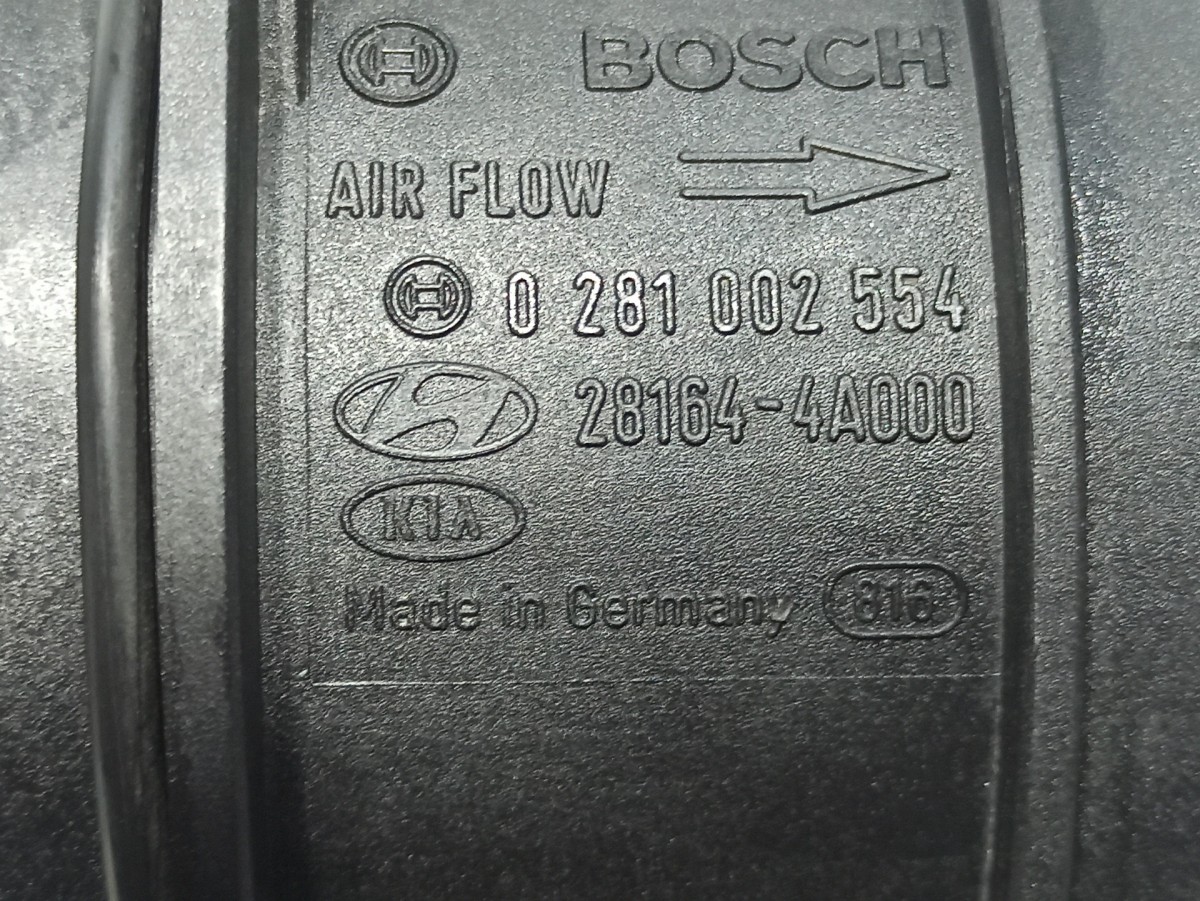 BOSCH
AIR FLOW
0 281 002 554
28164-4A000
KIA
Made in Germany 816